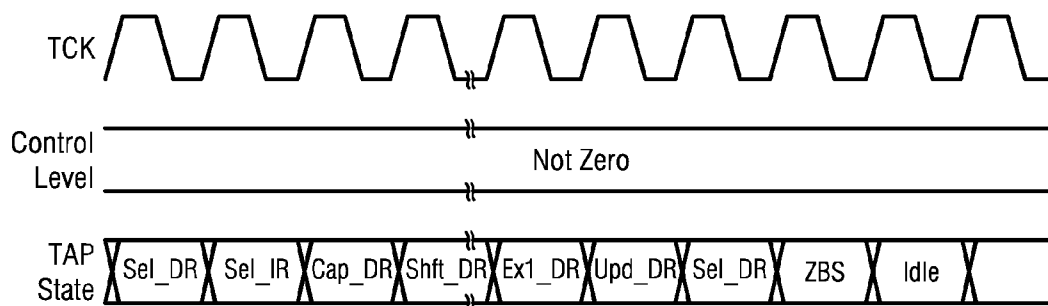 TCK
Control
Level
Not Zero
TAP
State
Sel_DR Sel_IR Cap_DR Shft_DR Ex1_DR Upd_DR Sel_DR ZBS Idle